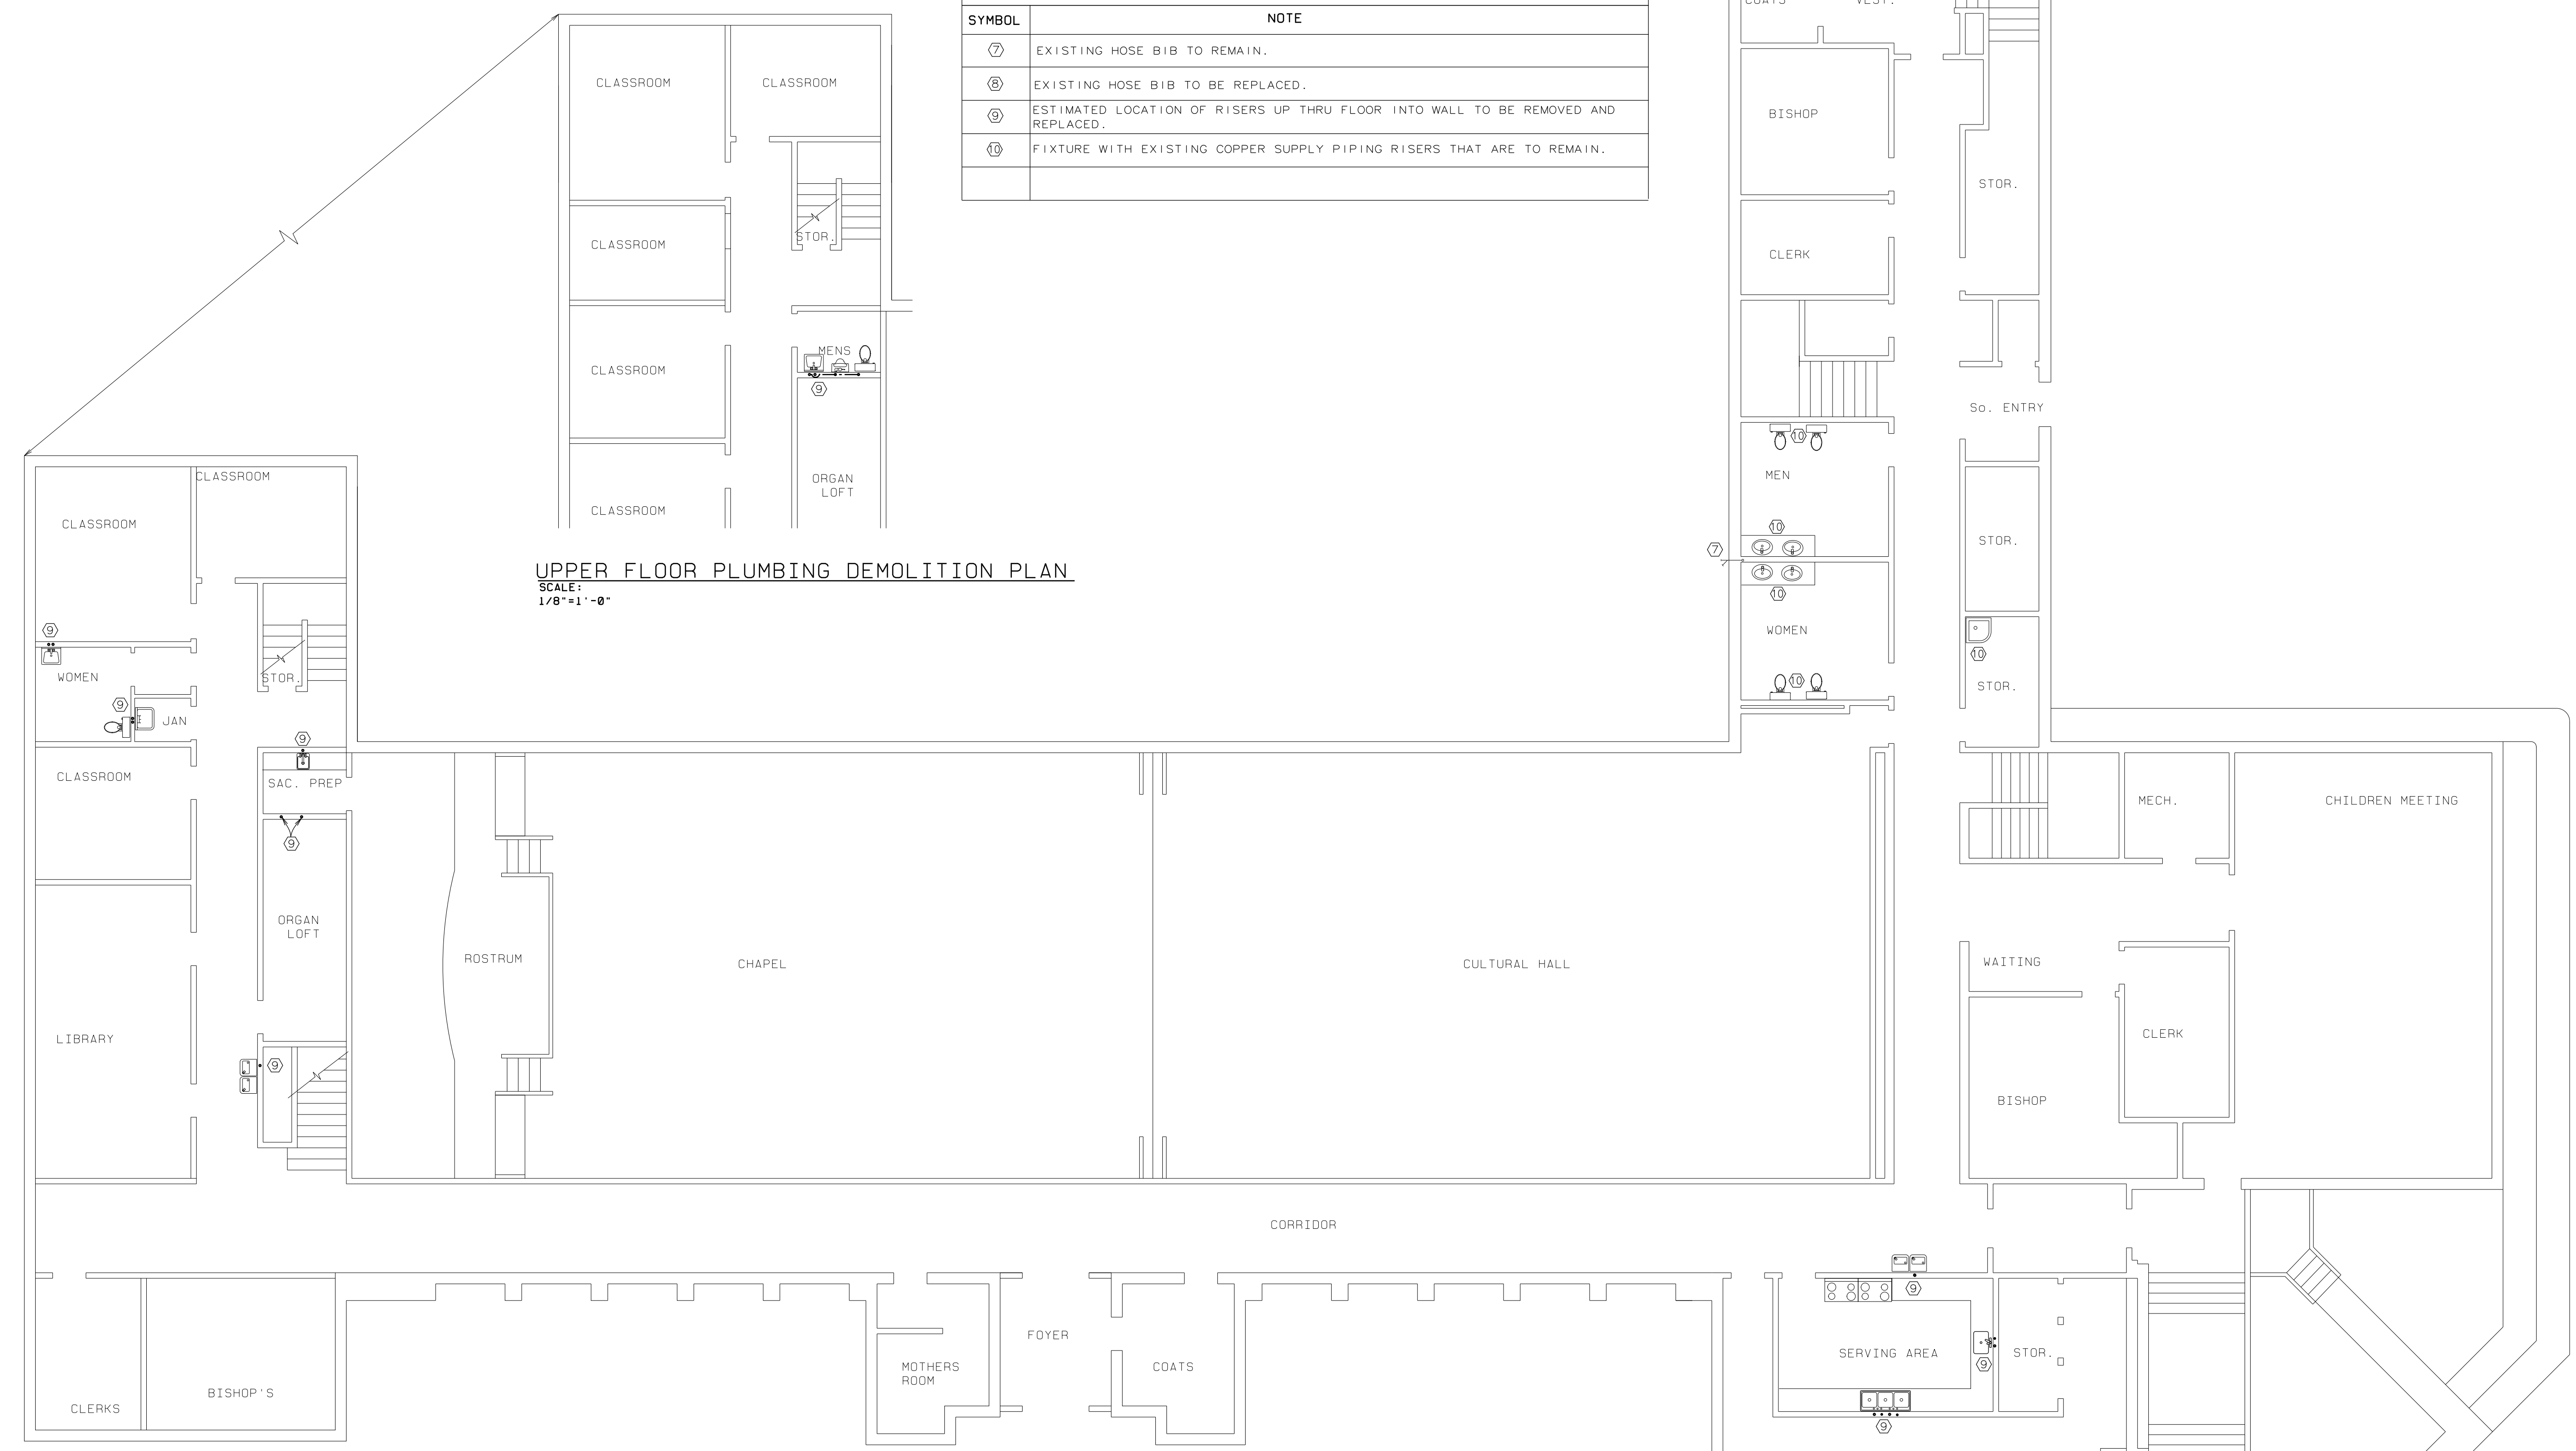 SYMBOL NOTE
7 EXISTING HOSE BIB TO REMAIN.
8 EXISTING HOSE BIB TO BE REPLACED.
9 ESTIMATED LOCATION OF RISERS UP THRU FLOOR INTO WALL TO BE REMOVED AND
REPLACED.
10 FIXTURE WITH EXISTING COPPER SUPPLY PIPING RISERS THAT ARE TO REMAIN.
CLASSROOM
CLASSROOM
CLASSROOM
STOR.
MENS
9
CLASSROOM
ORGAN
LOFT
CLASSROOM
UPPER FLOOR PLUMBING DEMOLITION PLAN
SCALE:
1/8"=1'-0"
COATS
VEST.
BISHOP
STOR.
CLERK
So. ENTRY
10
MEN
10
7
10
WOMEN
10
STOR.
10
STOR.
CLASSROOM
CLASSROOM
9
WOMEN
9
JAN
STOR.
9
SAC. PREP
9
CLASSROOM
ORGAN
LOFT
LIBRARY
9
ROSTRUM
CHAPEL
CULTURAL HALL
MECH.
CHILDREN MEETING
WAITING
CLERK
BISHOP
CORRIDOR
CLERKS
BISHOP'S
MOTHERS
ROOM
FOYER
COATS
9
SERVING AREA
9
STOR.
9